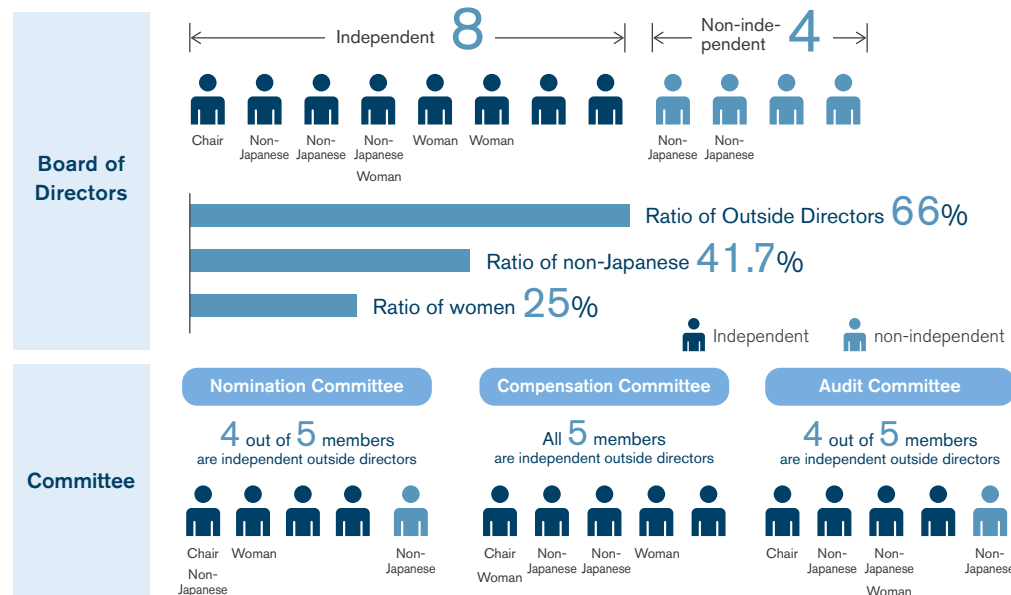 Board of
Directors
Independent 8
Non-inde-
pendent 4
Chair
Non-
Japanese
Non-
Japanese
Non-
Japanese
Woman
Woman
Woman
Non-
Japanese
Non-
Japanese
Ratio of Outside Directors 66%
Ratio of non-Japanese 41.7%
Ratio of women 25%
Independent
non-independent
Committee
Nomination Committee
4 out of 5 members
are independent outside directors
Chair
Non-
Japanese
Woman
Non-
Japanese
Compensation Committee
All 5 members
are independent outside directors
Chair
Woman
Non-
Japanese
Non-
Japanese
Woman
Audit Committee
4 out of 5 members
are independent outside directors
Chair
Non-
Japanese
Non-
Japanese
Woman
Non-
Japanese